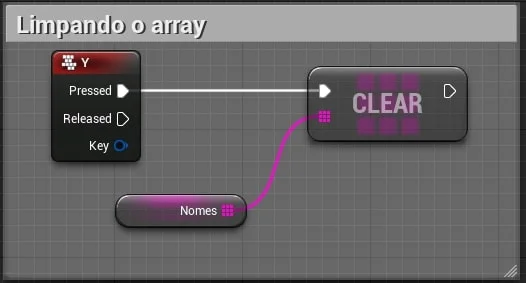 Limpando o array
Y
Pressed
Released
Key
CLEAR
Nomes